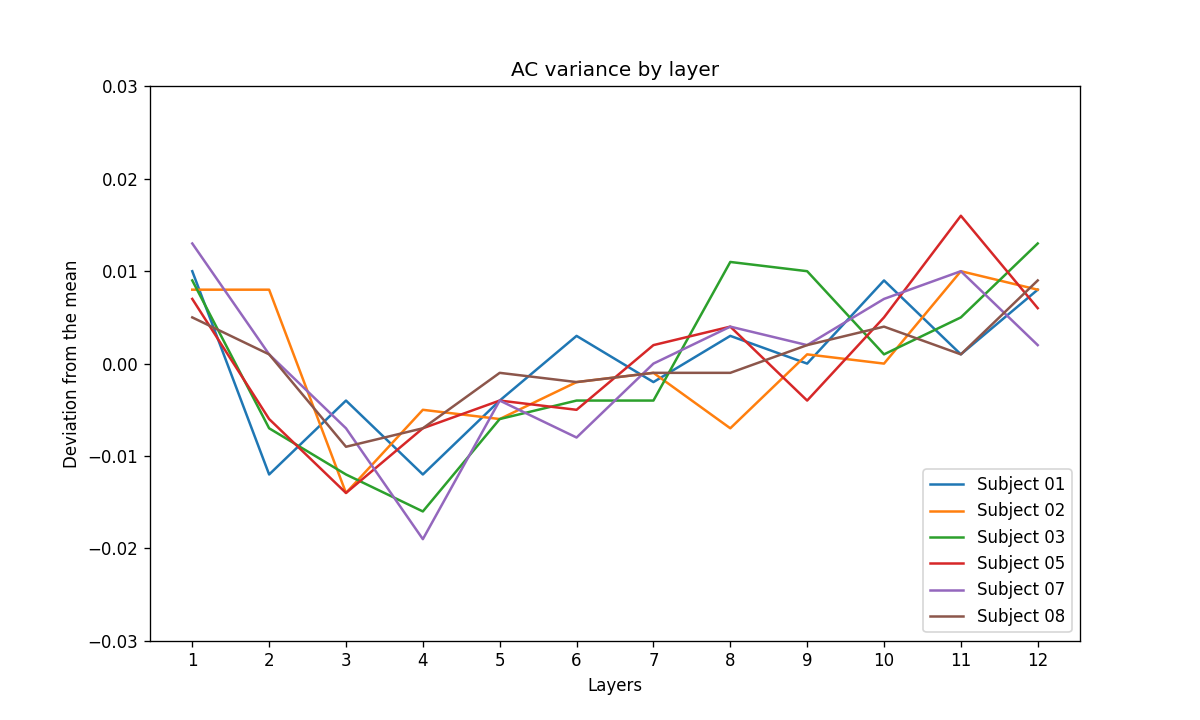 AC variance by layer
0.03
0.02
0.01
0.00
−0.01
−0.02
−0.03
Deviation from the mean
1 2 3 4 5 6 7 8 9 10 11 12
Layers
Subject 01
Subject 02
Subject 03
Subject 05
Subject 07
Subject 08